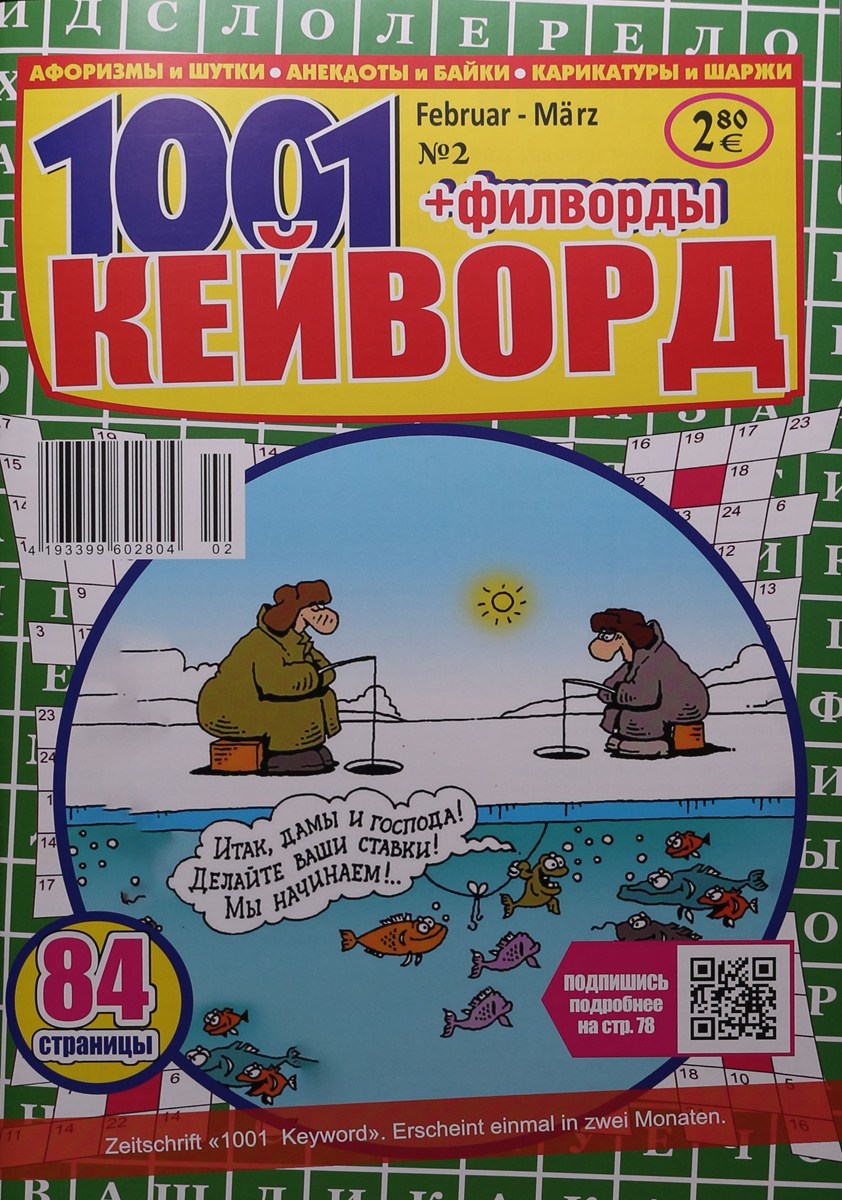 И Д С Л О Л Е Р Е Л О
АФОРИЗМЫ и ШУТКИ • АНЕКДОТЫ и БАЙКИ • КАРИКАТУРЫ и ШАРЖИ
1001
Februar - März
№2
2 80 €
+филворды
КЕЙВОРД
4 193399 602804
02
Итак, дамы и господа!
Делайте ваши ставки!
Мы начинаем!..
84
страницы
ПОДПИШИСЬ
подробнее
на стр. 78
Zeitschrift «1001 Keyword». Erscheint einmal in zwei Monaten.